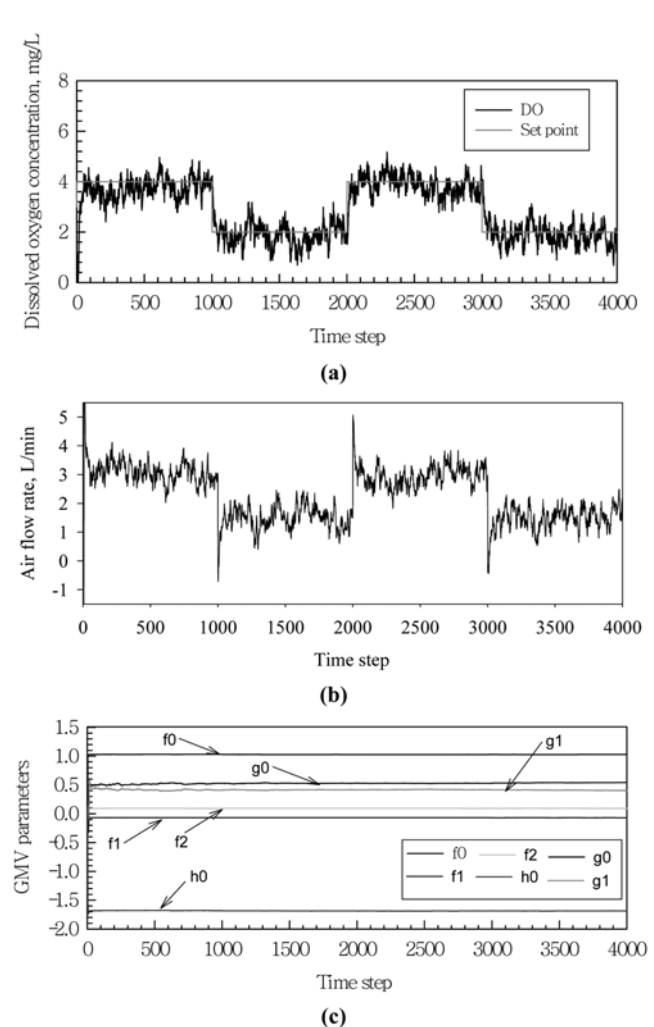 Dissolved oxygen concentration, mg/L
8
6
4
2
0
DO
Set point
0 500 1000 1500 2000 2500 3000 3500 4000
Time step
(a)
Air flow rate, L/min
5
4
3
2
1
0
-1
0 500 1000 1500 2000 2500 3000 3500 4000
Time step
(b)
GMV parameters
1.5
1.0
0.5
0.0
-0.5
-1.0
-1.5
-2.0
f0
g0
g1
f1
f2
h0
f0 f2 g0
f1 h0 g1
0 500 1000 1500 2000 2500 3000 3500 4000
Time step
(c)